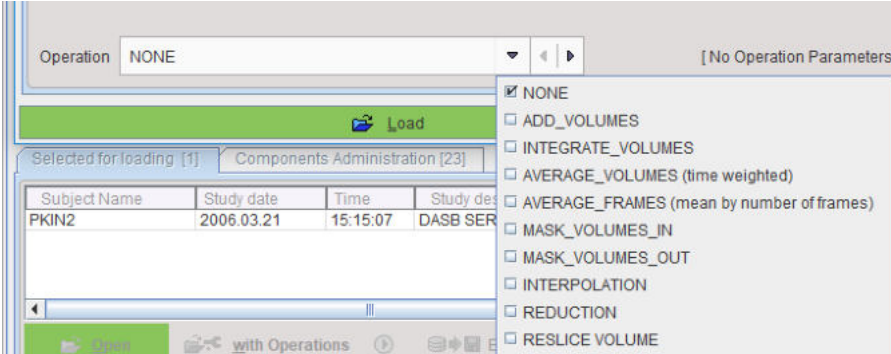 Operation NONE [ No Operation Parameters
NONE
Load
ADD_VOLUMES
INTEGRATE_VOLUMES
Selected for loading [1] Components Administration [23]
AVERAGE_VOLUMES (time weighted)
Subject Name Study date Time Study des
AVERAGE_FRAMES (mean by number of frames)
PKIN2 2006.03.21 15:15:07 DASB SER
MASK_VOLUMES_IN
MASK_VOLUMES_OUT
INTERPOLATION
REDUCTION
Open with Operations E
RESLICE VOLUME